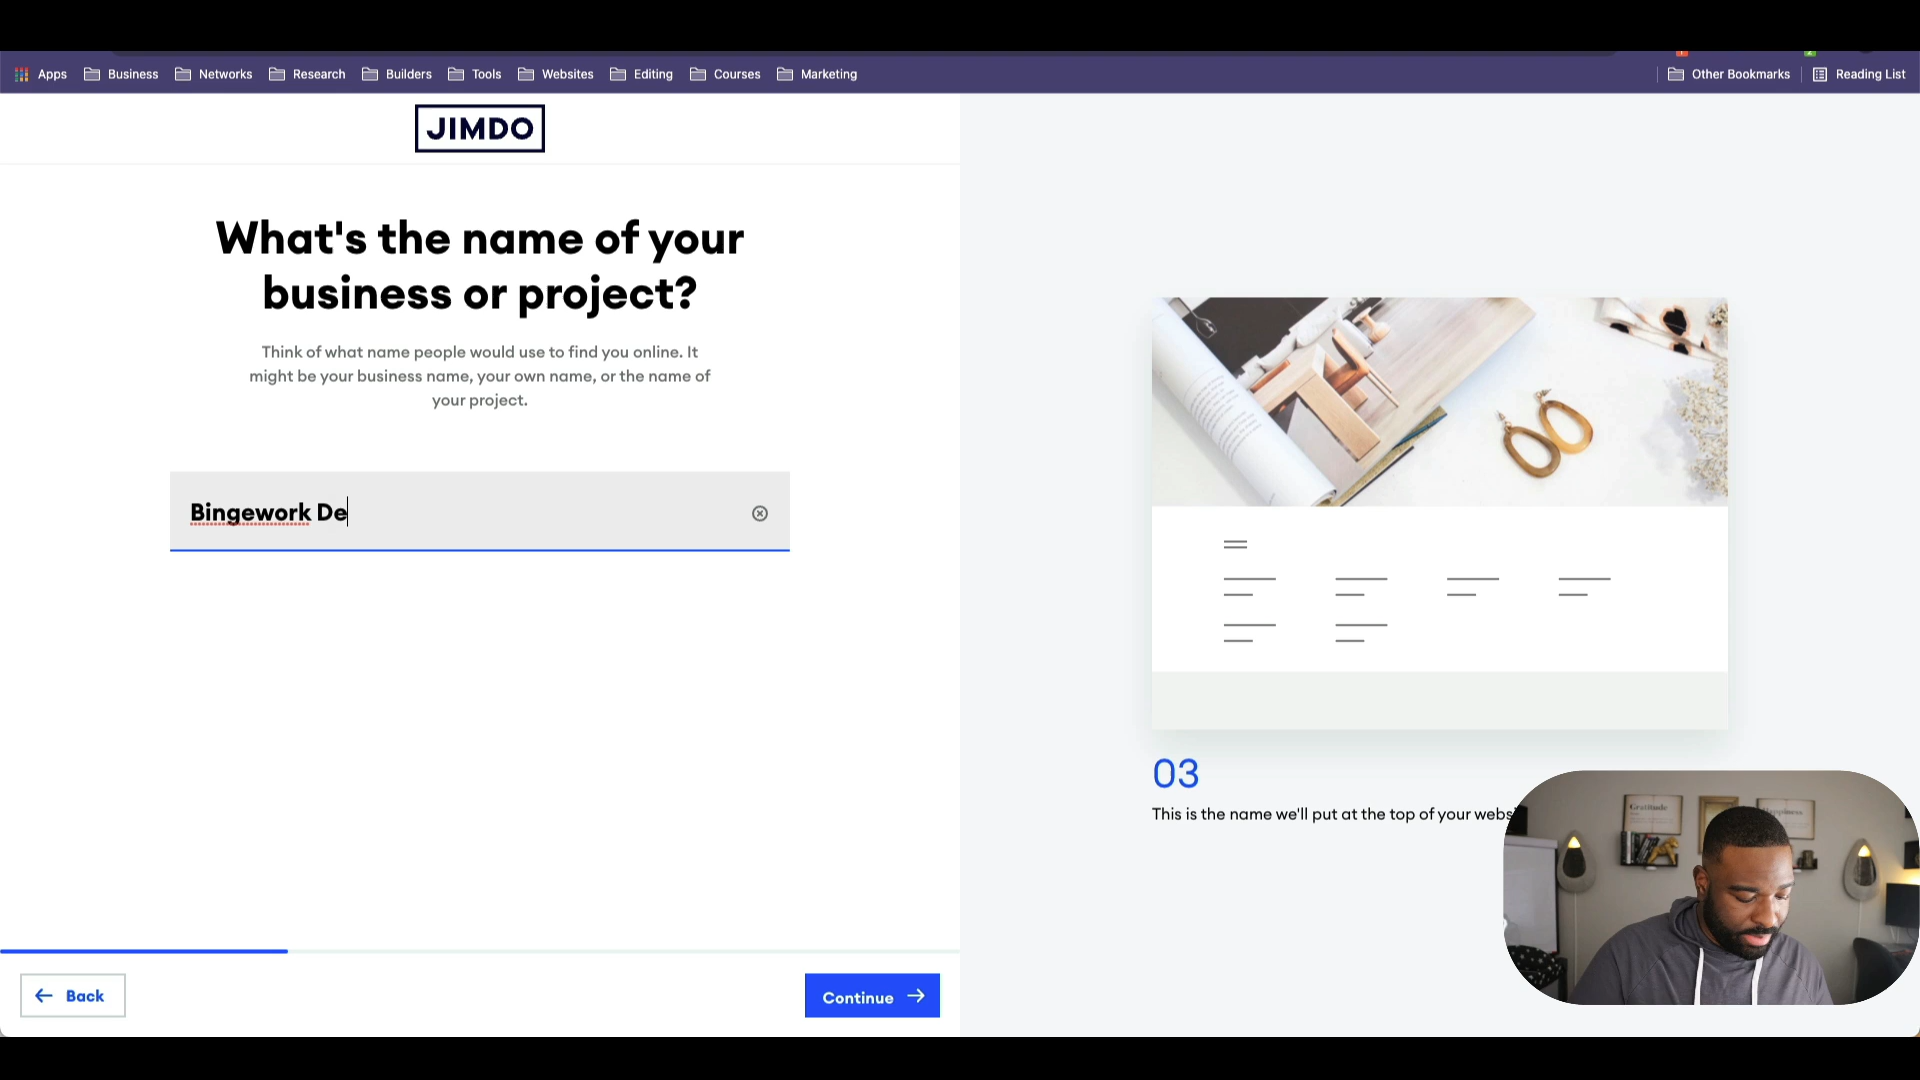 Apps Business Networks Research Builders Tools Websites Editing Courses Marketing Other Bookmarks Reading List
JIMDO
What's the name of your
business or project?
Think of what name people would use to find you online. It
might be your business name, your own name, or the name of
your project.
Bingework De
03
This is the name we'll put at the top of your webs
Gratitude
Happiness
Back
Continue